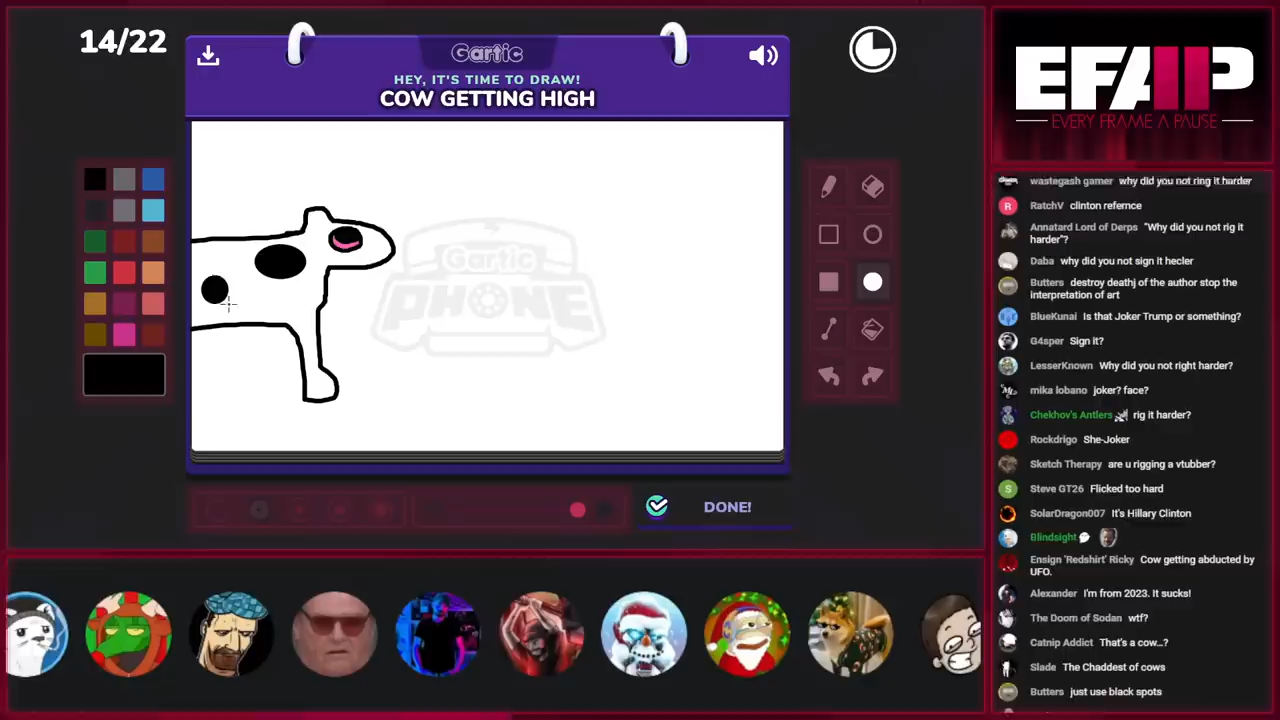 14/22
Gartic
HEY, IT'S TIME TO DRAW!
COW GETTING HIGH
Gartic
PHONE
DONE!
EFAP
EVERY FRAME A PAUSE
wastegash gamer why did you not ring it harder
R
RatchV clinton refernce
Annatard Lord of Derps "Why did you not rig it
harder"?
Daba why did you not sign it hecler
Butters destroy deathj of the author stop the
interpretation of art
BlueKunai Is that Joker Trump or something?
G4sper Sign it?
LesserKnown Why did you not right harder?
mika lobano joker? face?
Chekhov's Antlers rig it harder?
Rockdrigo She-Joker
Sketch Therapy are u rigging a vtubber?
S
Steve GT26 Flicked too hard
SolarDragon007 It's Hillary Clinton
Blindsight
Ensign 'Redshirt' Ricky Cow getting abducted by
UFO.
Alexander I'm from 2023. It sucks!
The Doom of Sodan wtf?
Catnip Addict That's a cow...?
Slade The Chaddest of cows
Butters just use black spots